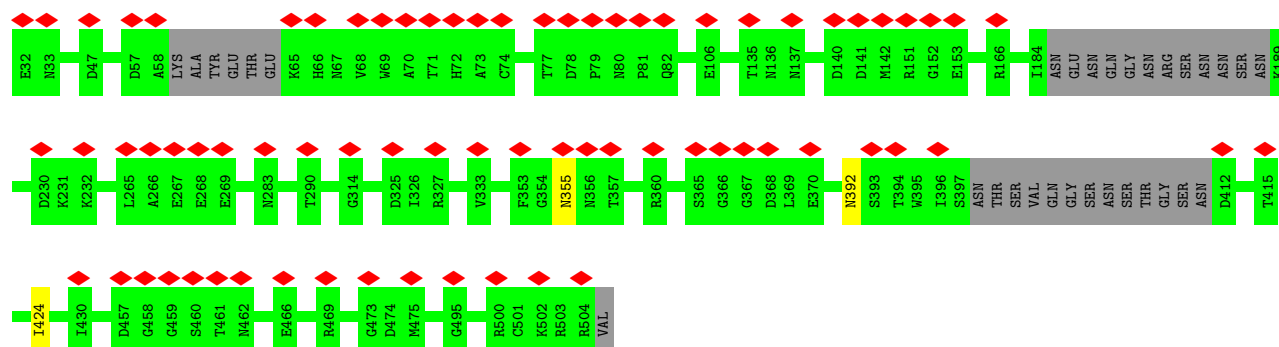 E32 N33 D47 D57 A58 LYS ALA TYR GLU THR GLU K65 H66 N67 V68 W69 A70 T71 H72 A73 C74 T77 D78 P79 N80 P81 Q82 E106 T135 N136 N137 D140 D141 M142 R151 G152 E153 R166 I184 ASN GLU ASN GLN GLY ASN ARG SER ASN ASN SER ASN K189
D230 K231 K232 L265 A266 E267 E268 E269 N283 T290 G314 D325 I326 R327 V333 F353 G354 N355 N356 T357 R360 S365 G366 G367 D368 L369 E370 N392 S393 T394 W395 I396 S397 ASN THR SER VAL GLN GLY SER ASN SER THR GLY SER ASN D412 T415
I424 I430 D457 G458 G459 S460 T461 N462 E466 R469 G473 D474 M475 G495 R500 C501 K502 R503 R504 VAL